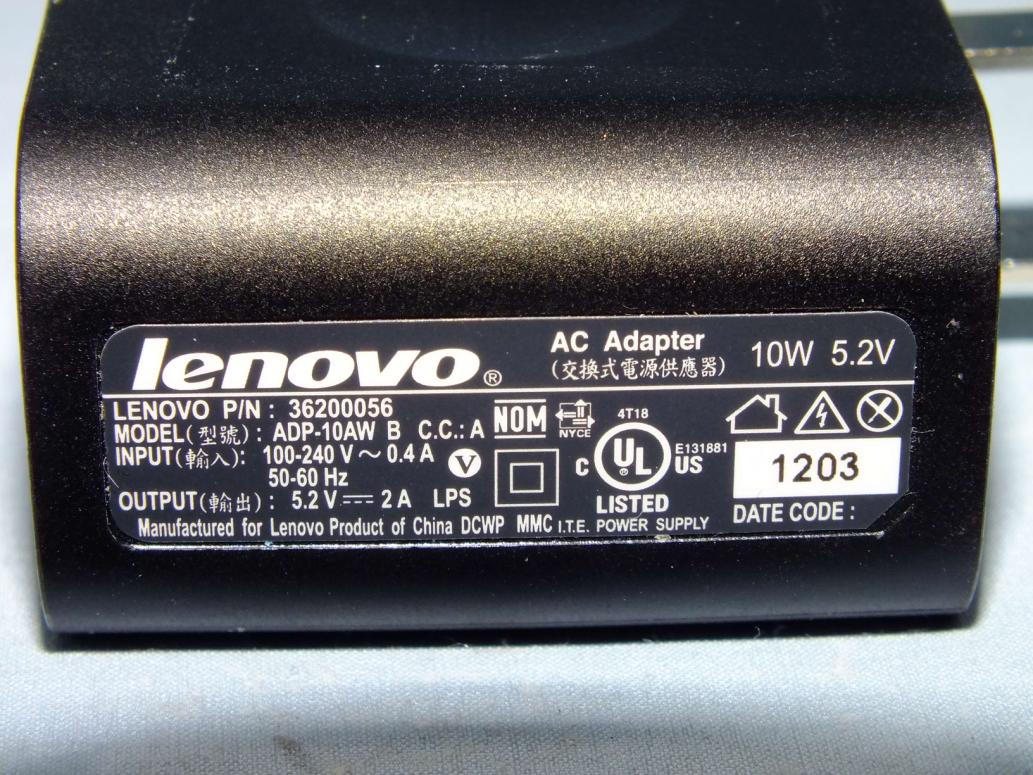 lenovo®
AC Adapter
(交換式電源供應器)
10W 5.2V
LENOVO P/N : 36200056
MODEL(型號) : ADP-10AW B C.C.: A
INPUT(輸入): 100-240 V ~ 0.4 A
50-60 Hz
OUTPUT(輸出) : 5.2 V ⎓ 2 A LPS
Manufactured for Lenovo Product of China DCWP MMC
V
NOM
NYCE
4T18
C UL US
E131881
LISTED
I.T.E. POWER SUPPLY
1203
DATE CODE :